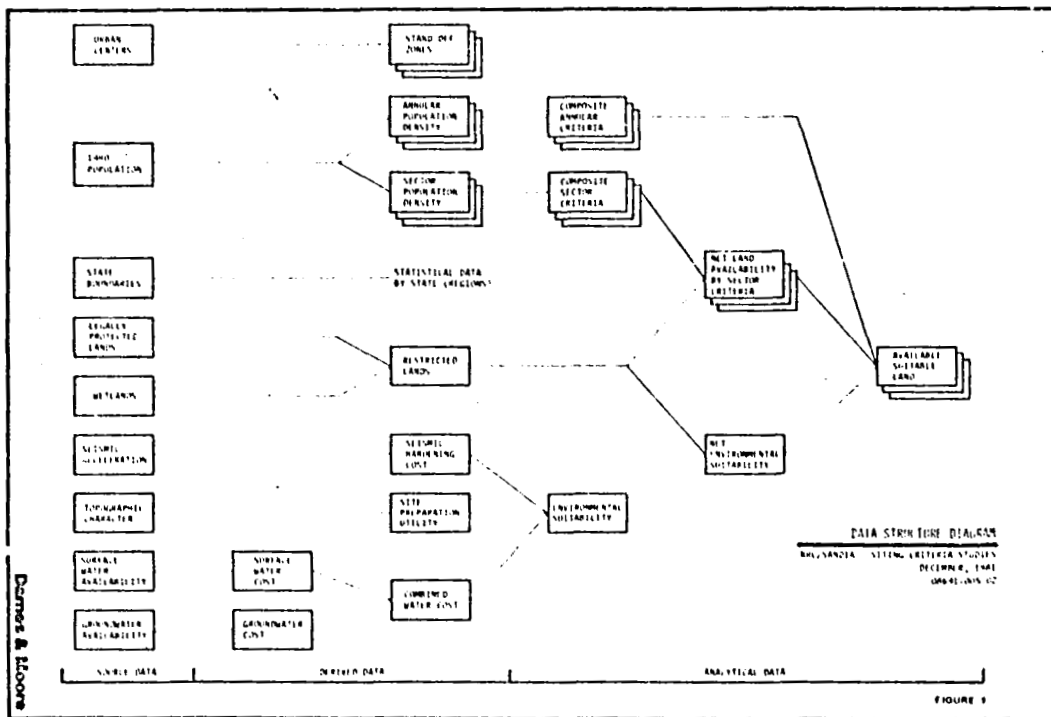 URBAN
CENTERS
STAND OFF
ZONES
ANNULAR
POPULATION
DENSITY
COMPOSITE
ANNULAR
CRITERIA
LAND
POPULATION
SECTOR
POPULATION
DENSITY
COMPOSITE
SECTOR
CRITERIA
STATE
BOUNDARIES
STATISTICAL DATA
BY STATE (REGIONS)
NET LAND
AVAILABILITY
BY SECTOR
CRITERIA
LEGALLY
PROTECTED
LANDS
RESTRICTED
LANDS
AVAILABLE
SUITABLE
LAND
WETLANDS
SEISMIC
ACCELERATION
SEISMIC
HARDENING
COST
NET
ENVIRONMENTAL
SUITABILITY
TOPOGRAPHIC
CHARACTER
SITE
PREPARATION
UTILITY
ENVIRONMENTAL
SUITABILITY
DATA STRUCTURE DIAGRAM
SITING CRITERIA STUDIES
DECEMBER, 1981
SURFACE
WATER
AVAILABILITY
SURFACE
WATER
COST
COMBINED
WATER COST
GROUNDWATER
AVAILABILITY
GROUNDWATER
COST
SOURCE DATA
DERIVED DATA
ANALYTICAL DATA
Dames & Moore
FIGURE